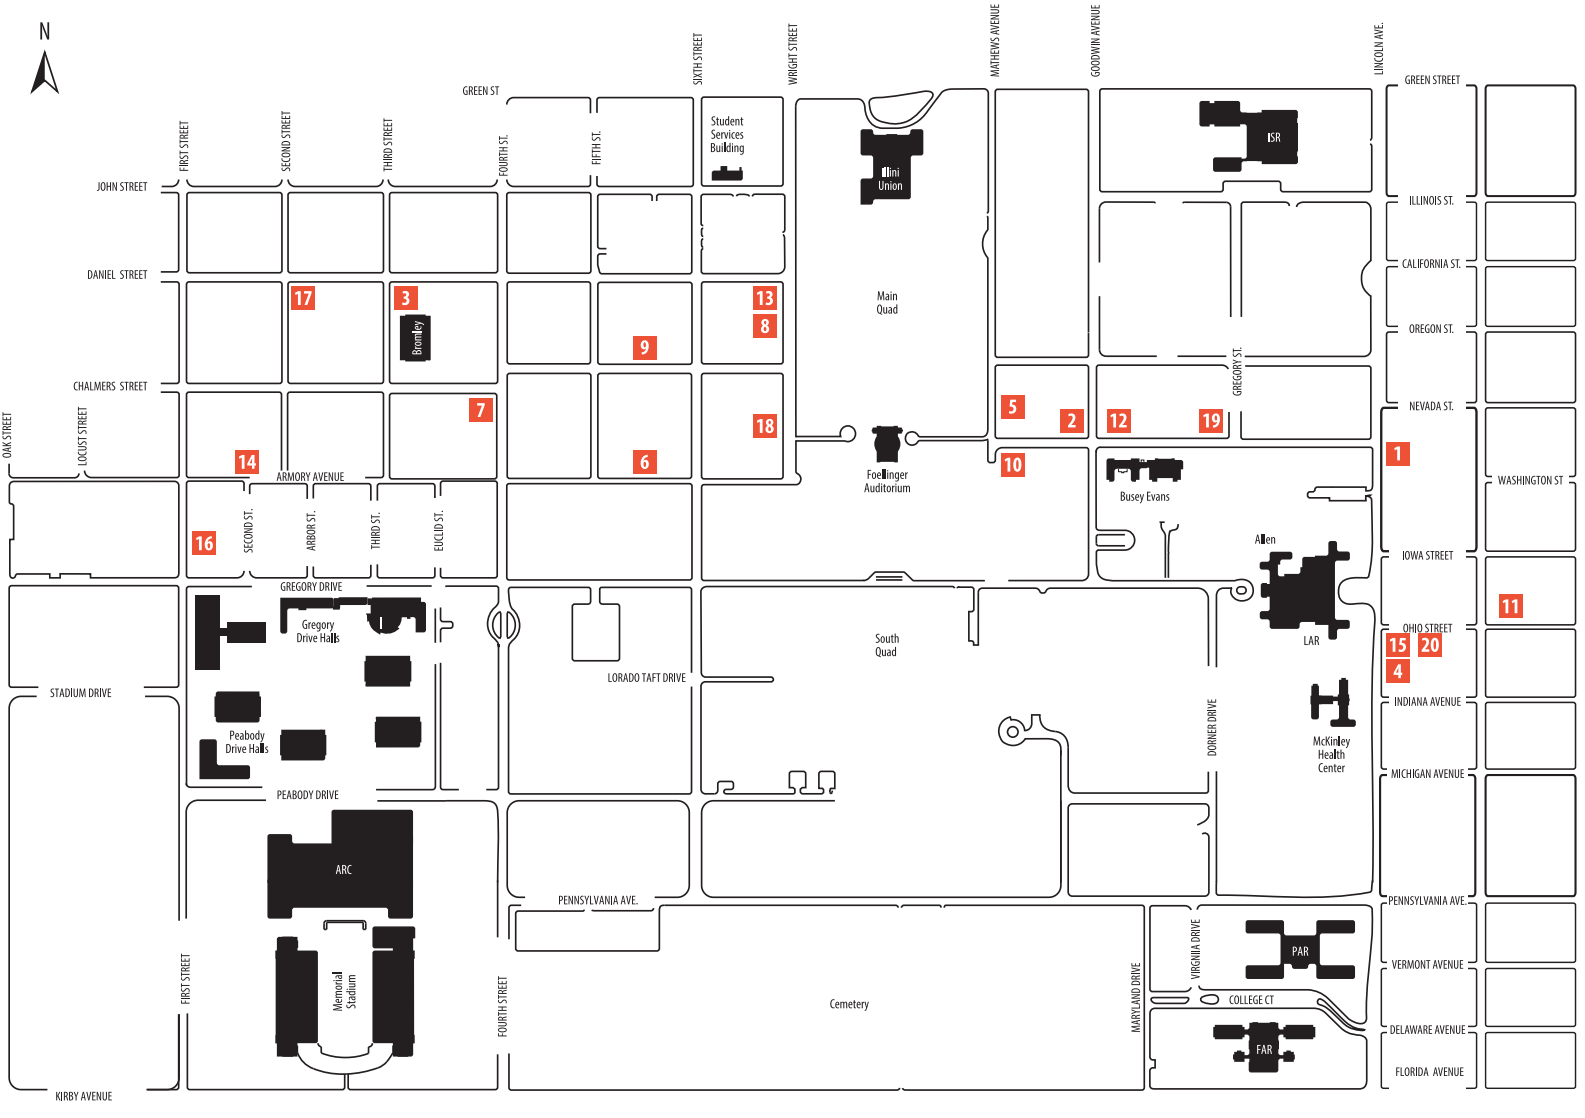 N
SIXTH STREET
WRIGHT STREET
MATHEWS AVENUE
GOODWIN AVENUE
LINCOLN AVE.
GREEN STREET
GREEN ST
FIRST STREET
SECOND STREET
THIRD STREET
FOURTH ST.
FIFTH ST.
Student
Services
Building
Illini
Union
ISR
JOHN STREET
ILLINOIS ST.
DANIEL STREET
CALIFORNIA ST.
17
3
13
8
Main
Quad
Bromley
9
OREGON ST.
GREGORY ST.
CHALMERS STREET
NEVADA ST.
OAK STREET
LOCUST STREET
7
18
5
2
12
19
1
14
6
10
ARMORY AVENUE
Foellinger
Auditorium
Busey Evans
WASHINGTON ST
16
SECOND ST.
ARBOR ST.
THIRD ST.
EUCLID ST.
Allen
IOWA STREET
GREGORY DRIVE
11
Gregory
Drive Halls
South
Quad
LAR
OHIO STREET
15
20
4
LORADO TAFT DRIVE
STADIUM DRIVE
INDIANA AVENUE
DORNER DRIVE
Peabody
Drive Halls
McKinley
Health
Center
MICHIGAN AVENUE
PEABODY DRIVE
ARC
PENNSYLVANIA AVE.
PENNSYLVANIA AVE.
FIRST STREET
Memorial
Stadium
FOURTH STREET
Cemetery
MARYLAND DRIVE
VIRGNIIA DRIVE
PAR
VERMONT AVENUE
COLLEGE CT
DELAWARE AVENUE
FAR
FLORIDA AVENUE
KIRBY AVENUE